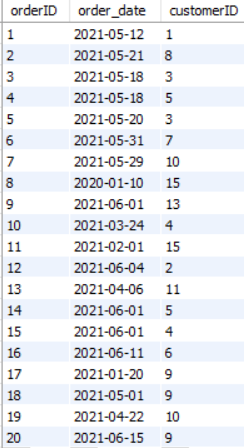 orderID order_date customerID
1 2021-05-12 1
2 2021-05-21 8
3 2021-05-18 3
4 2021-05-18 5
5 2021-05-20 3
6 2021-05-31 7
7 2021-05-29 10
8 2020-01-10 15
9 2021-06-01 13
10 2021-03-24 4
11 2021-02-01 15
12 2021-06-04 2
13 2021-04-06 11
14 2021-06-01 5
15 2021-06-01 4
16 2021-06-11 6
17 2021-01-20 9
18 2021-05-01 9
19 2021-04-22 10
20 2021-06-15 9